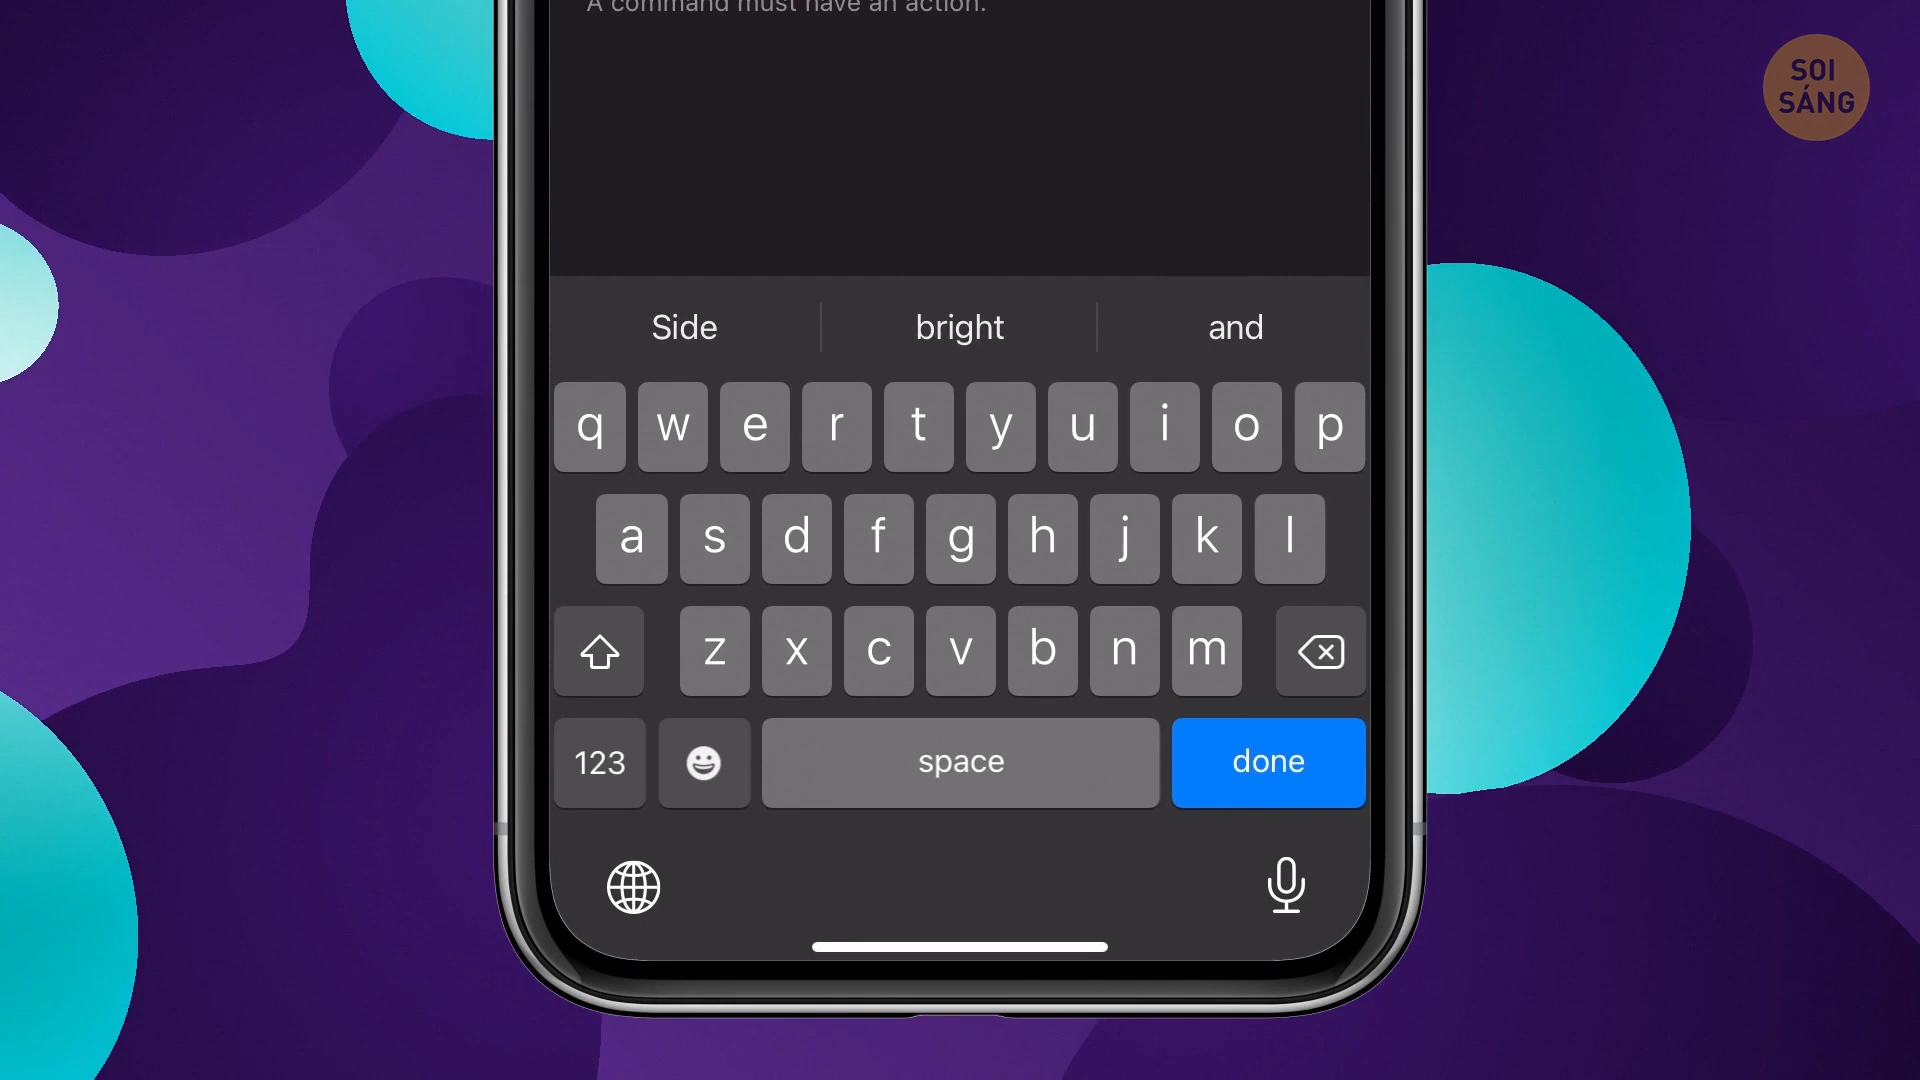 A command must have an action.
SOI
SÁNG
Side bright and
q w e r t y u i o p
a s d f g h j k l
z x c v b n m
123 space done